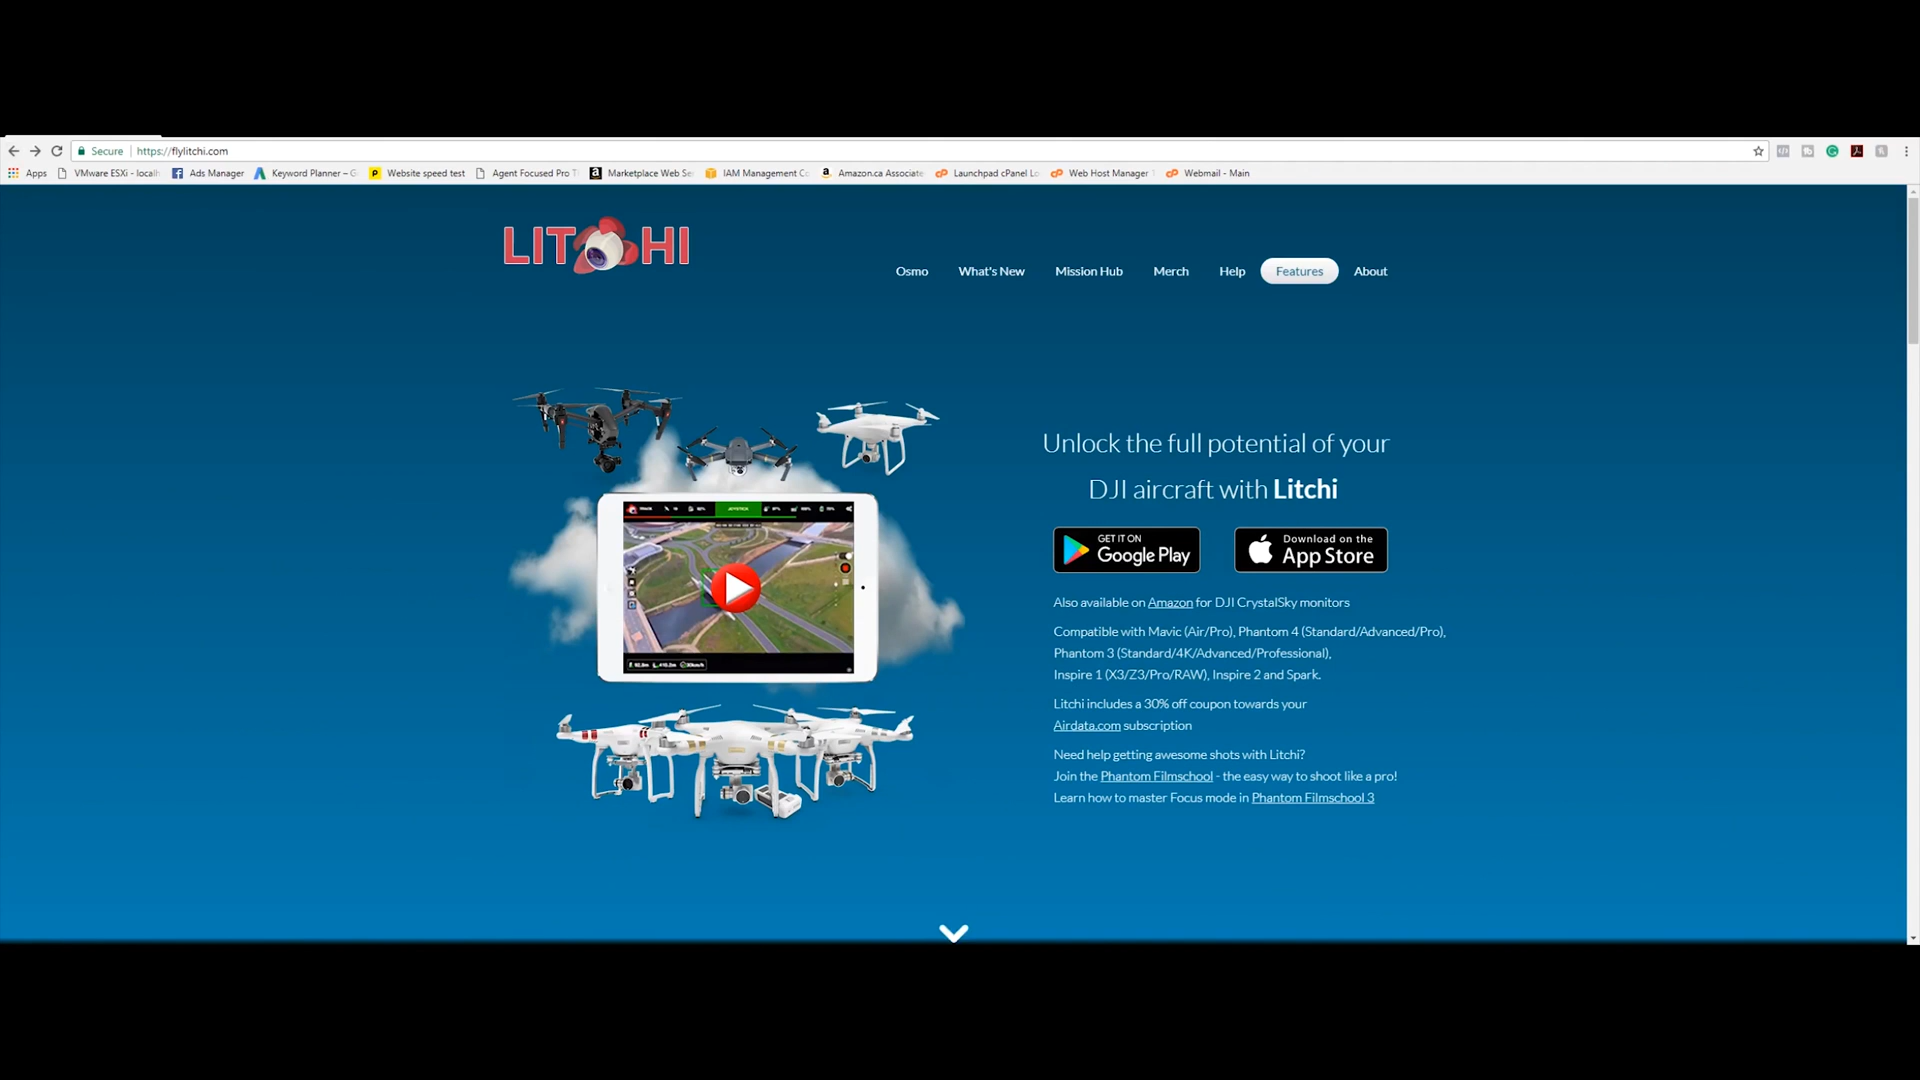 Secure https://flylitchi.com
Apps VMware ESXi - localh Ads Manager Keyword Planner – G Website speed test Agent Focused Pro T Marketplace Web Se IAM Management Co Amazon.ca Associate Launchpad cPanel Lo Web Host Manager Webmail - Main
LITCHI
Osmo What's New Mission Hub Merch Help Features About
Unlock the full potential of your
DJI aircraft with Litchi
GET IT ON
Google Play
Download on the
App Store
Also available on Amazon for DJI CrystalSky monitors
Compatible with Mavic (Air/Pro), Phantom 4 (Standard/Advanced/Pro),
Phantom 3 (Standard/4K/Advanced/Professional),
Inspire 1 (X3/Z3/Pro/RAW), Inspire 2 and Spark.
Litchi includes a 30% off coupon towards your
Airdata.com subscription
Need help getting awesome shots with Litchi?
Join the Phantom Filmschool - the easy way to shoot like a pro!
Learn how to master Focus mode in Phantom Filmschool 3